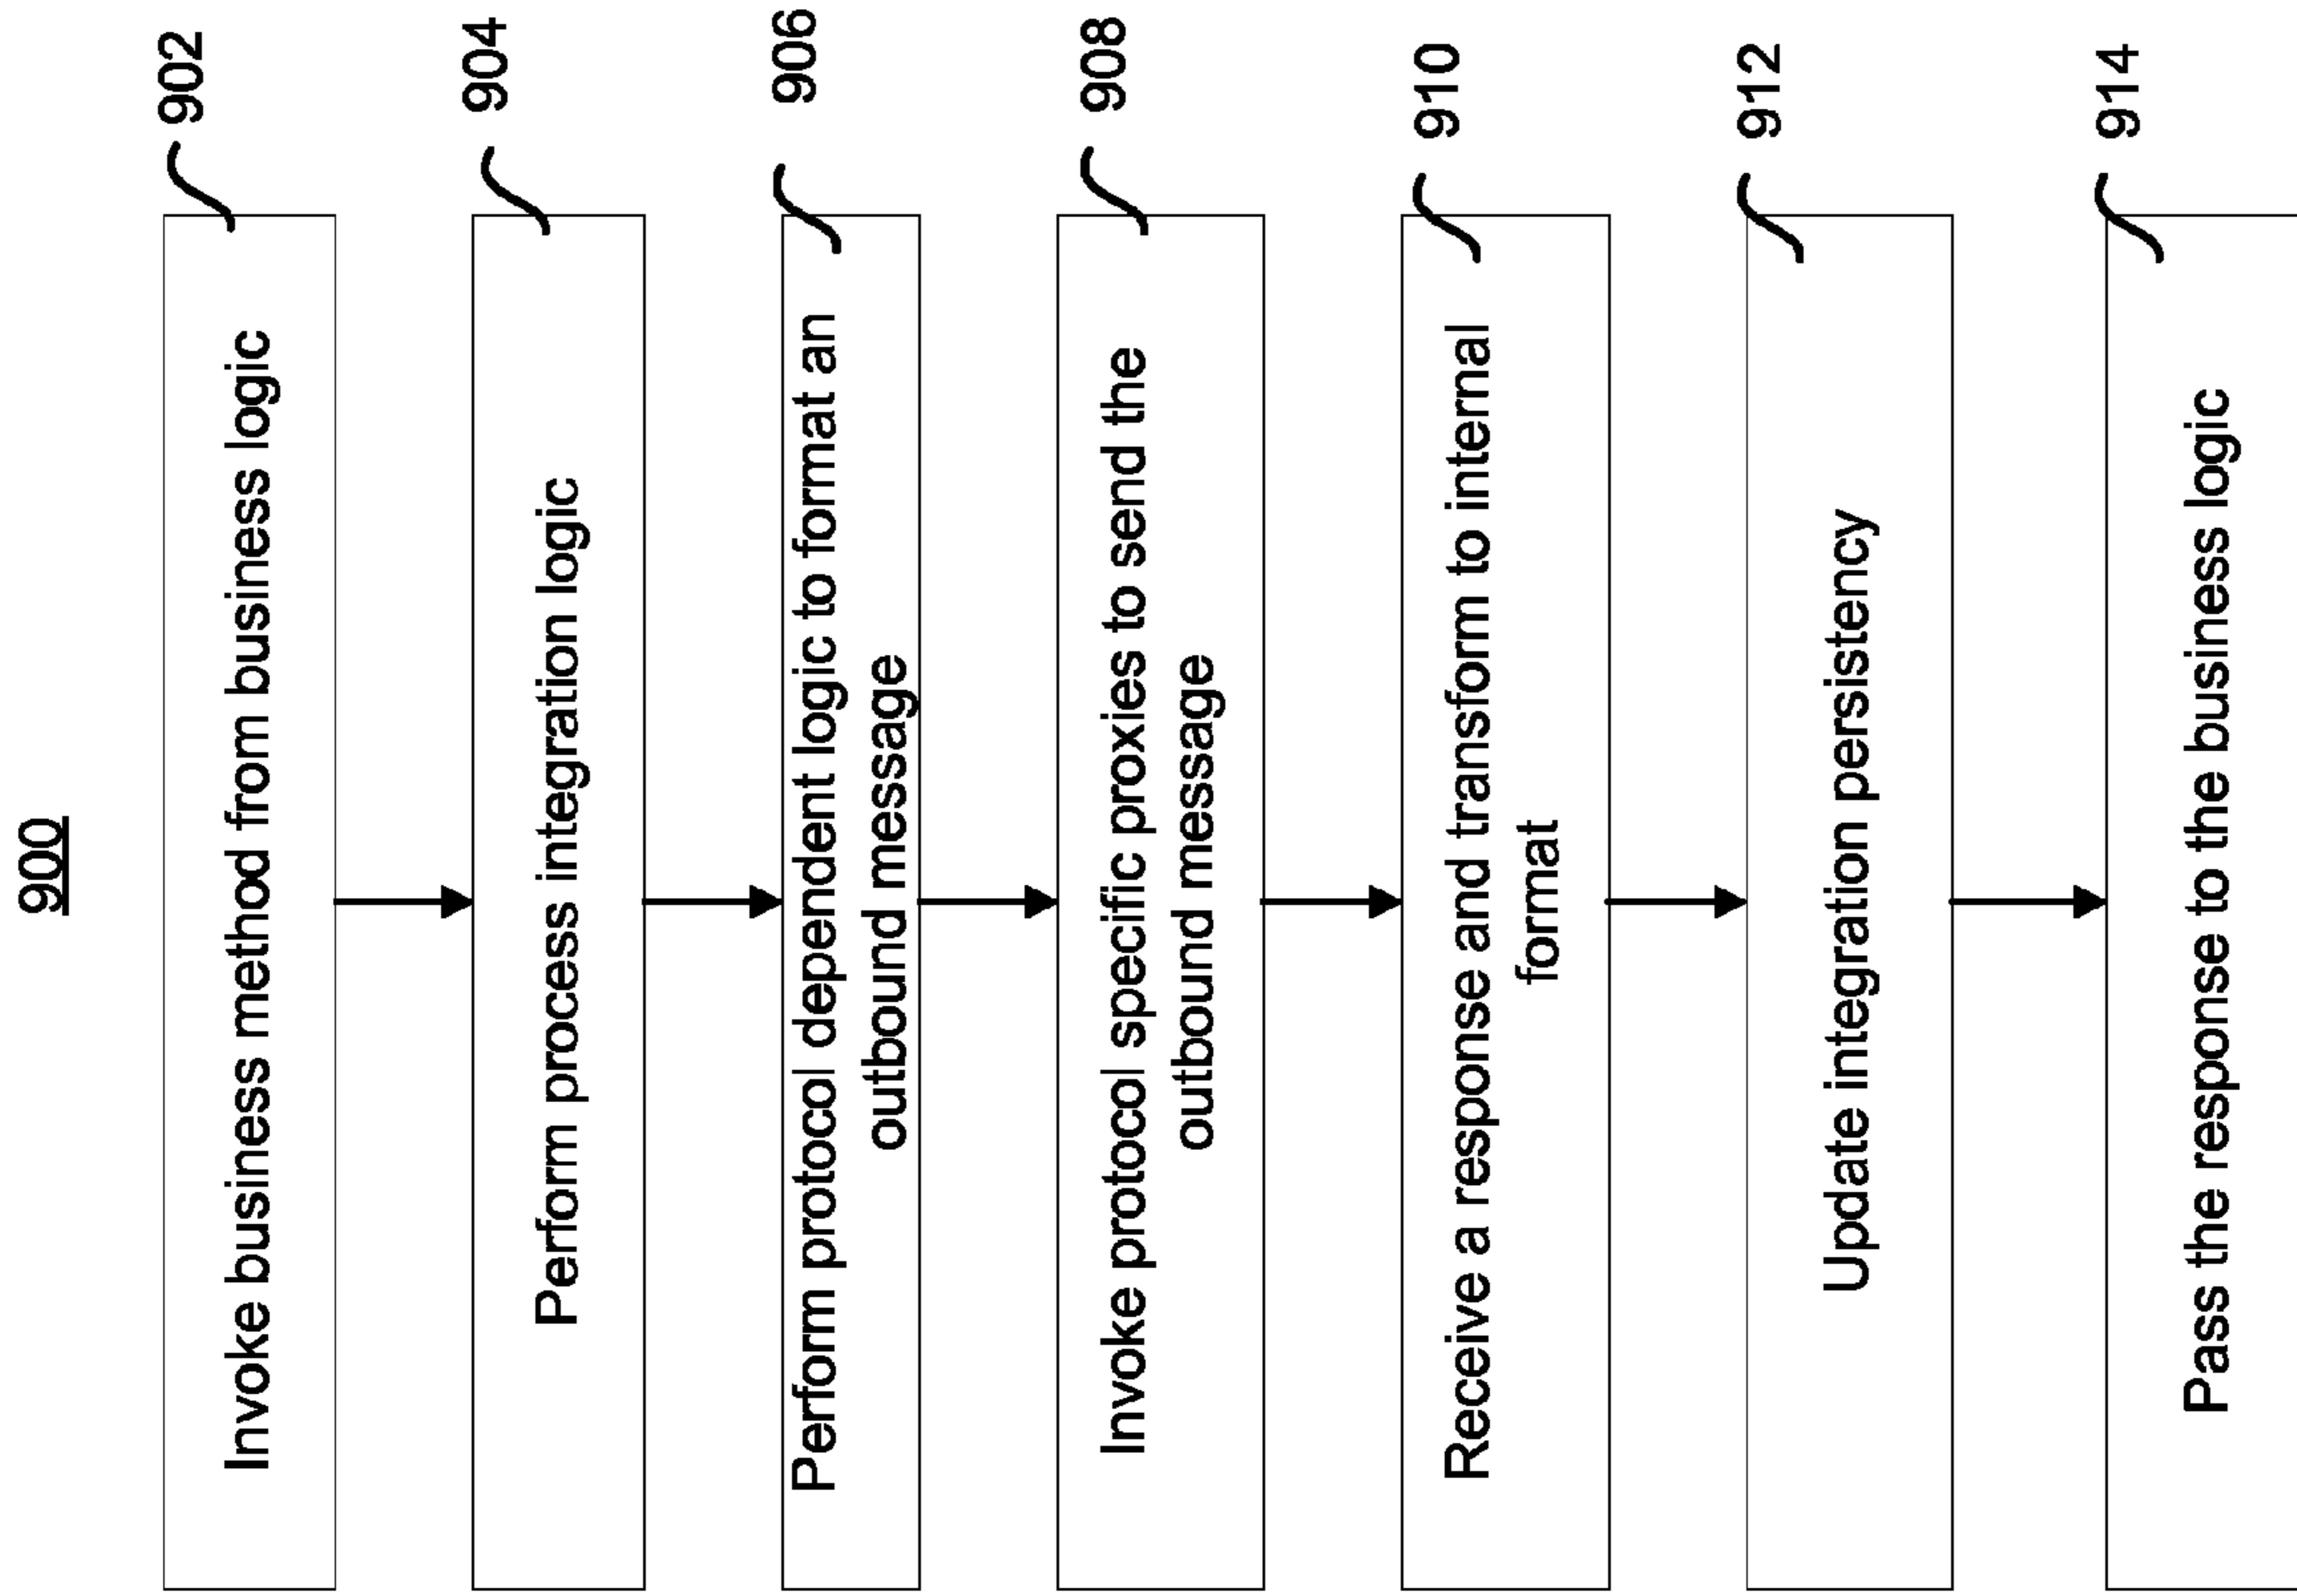 900
Invoke business method from business logic
902
Perform process integration logic
904
Perform protocol dependent logic to format an
outbound message
906
Invoke protocol specific proxies to send the
outbound message
908
Receive a response and transform to internal
format
910
Update integration persistency
912
Pass the response to the business logic
914